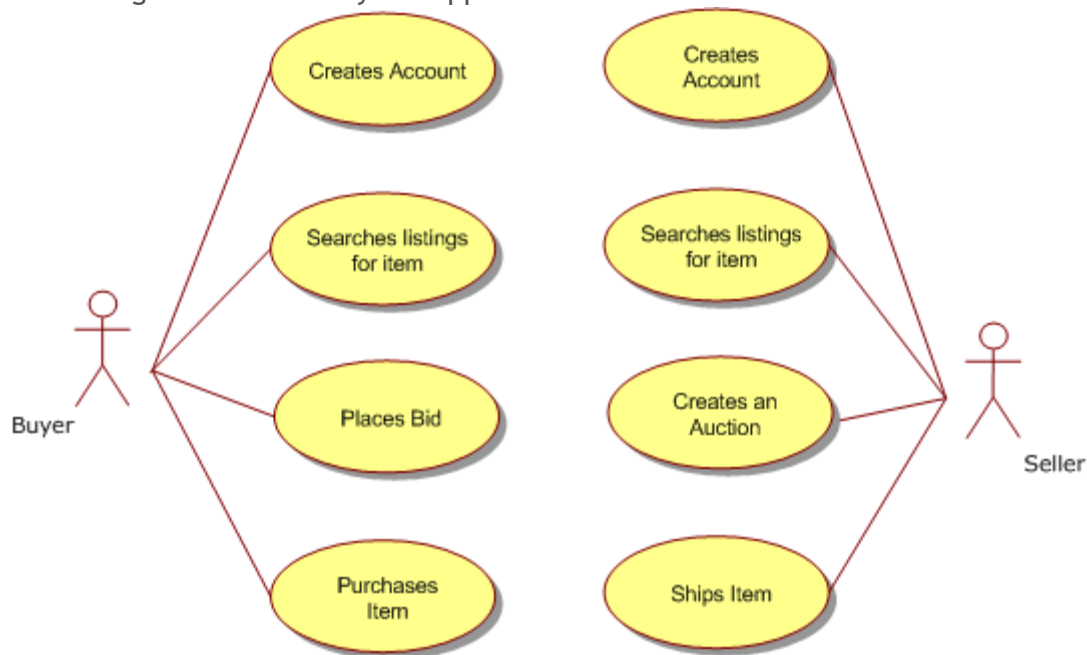 Creates Account
Creates
Account
Searches listings
for item
Searches listings
for item
Buyer
Places Bid
Creates an
Auction
Seller
Purchases
Item
Ships Item